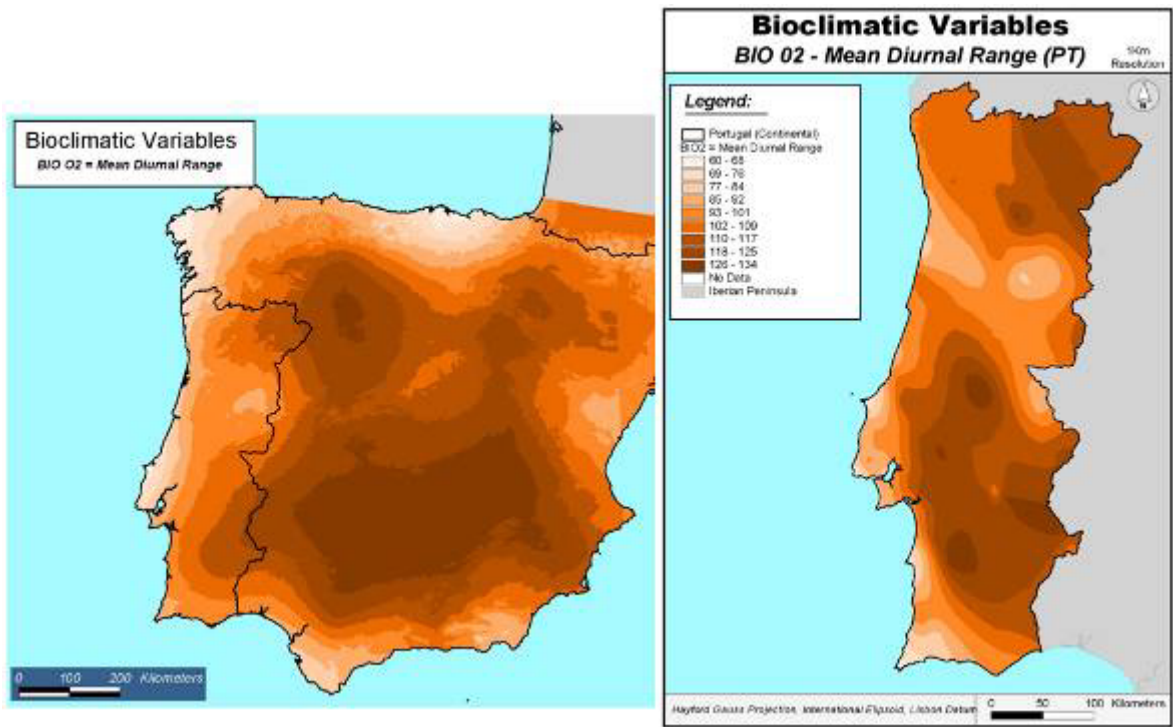 Bioclimatic Variables
BIO O2 = Mean Diurnal Range
0 100 200 Kilometers
Bioclimatic Variables
BIO 02 - Mean Diurnal Range (PT)
1Km
Resolution
N
Legend:
Portugal (Continental)
BIO2 = Mean Diurnal Range
60 - 68
69 - 76
77 - 84
85 - 92
93 - 101
102 - 109
110 - 117
118 - 125
126 - 134
No Data
Iberian Peninsula
Hayford Gauss Projection, International Elipsoid, Lisbon Datum
0 50 100 Kilometers